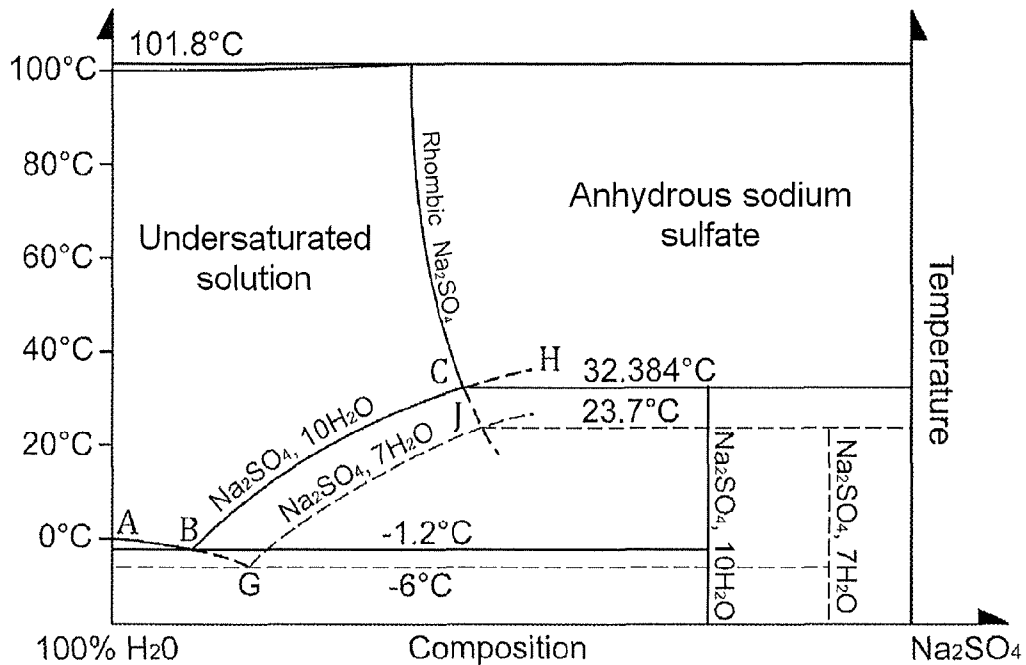 101.8°C
100°C
80°C
60°C
40°C
20°C
0°C
Undersaturated
solution
Rhombic Na₂SO₄
Anhydrous sodium
sulfate
Temperature
C
H
32.384°C
J
23.7°C
Na₂SO₄, 10H₂O
Na₂SO₄, 7H₂O
A
B
-1.2°C
G
-6°C
Na₂SO₄, 10H₂O
Na₂SO₄, 7H₂O
100% H₂0
Composition
Na₂SO₄